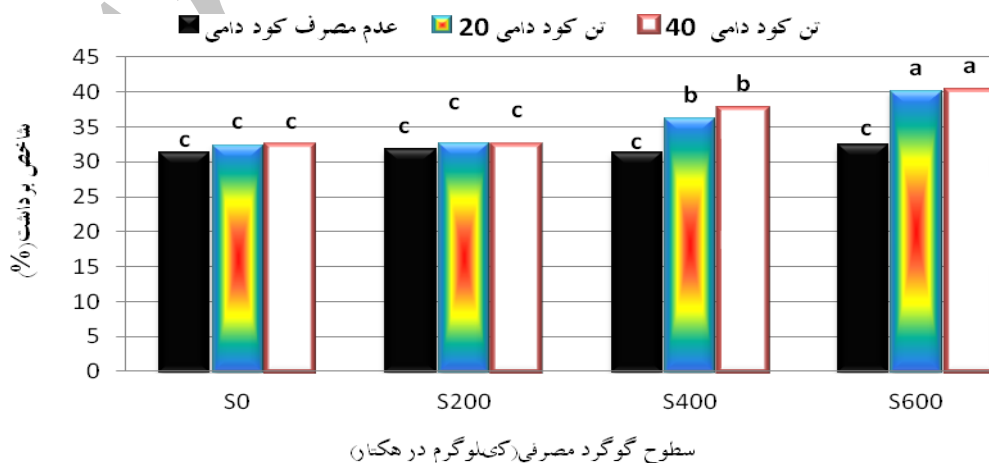 عدم مصرف کود دامی 20 تن کود دامی 40 تن کود دامی
شاخص برداشت(%)
45
40
35
30
25
20
15
10
5
0
c c c c c c c b b c a a
S0 S200 S400 S600
سطوح گوگرد مصرفی(کیلوگرم در هکتار)